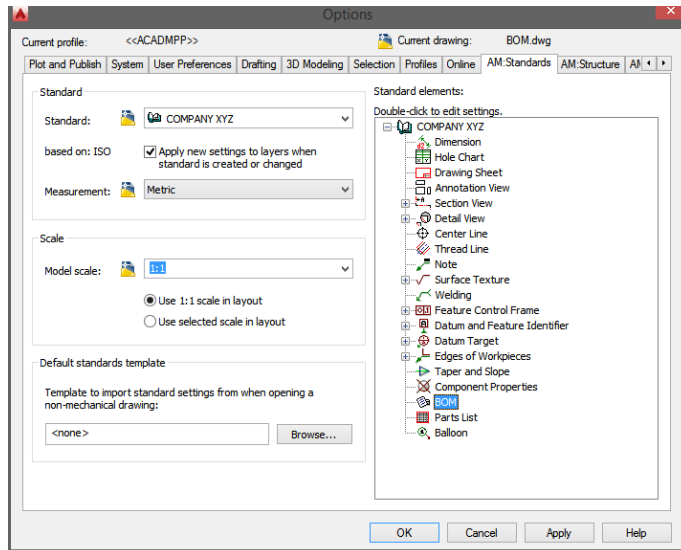 Options
Current profile: <<ACADMPP>> Current drawing: BOM.dwg
Plot and Publish System User Preferences Drafting 3D Modeling Selection Profiles Online AM:Standards AM:Structure
Standard
Standard: COMPANY XYZ
based on: ISO
Apply new settings to layers when
standard is created or changed
Measurement: Metric
Scale
Model scale: 1:1
Use 1:1 scale in layout
Use selected scale in layout
Default standards template
Template to import standard settings from when opening a
non-mechanical drawing:
<none> Browse...
Standard elements:
Double-click to edit settings.
COMPANY XYZ
Dimension
Hole Chart
Drawing Sheet
Annotation View
Section View
Detail View
Center Line
Thread Line
Note
Surface Texture
Welding
Feature Control Frame
Datum and Feature Identifier
Datum Target
Edges of Workpieces
Taper and Slope
Component Properties
BOM
Parts List
Balloon
OK Cancel Apply Help